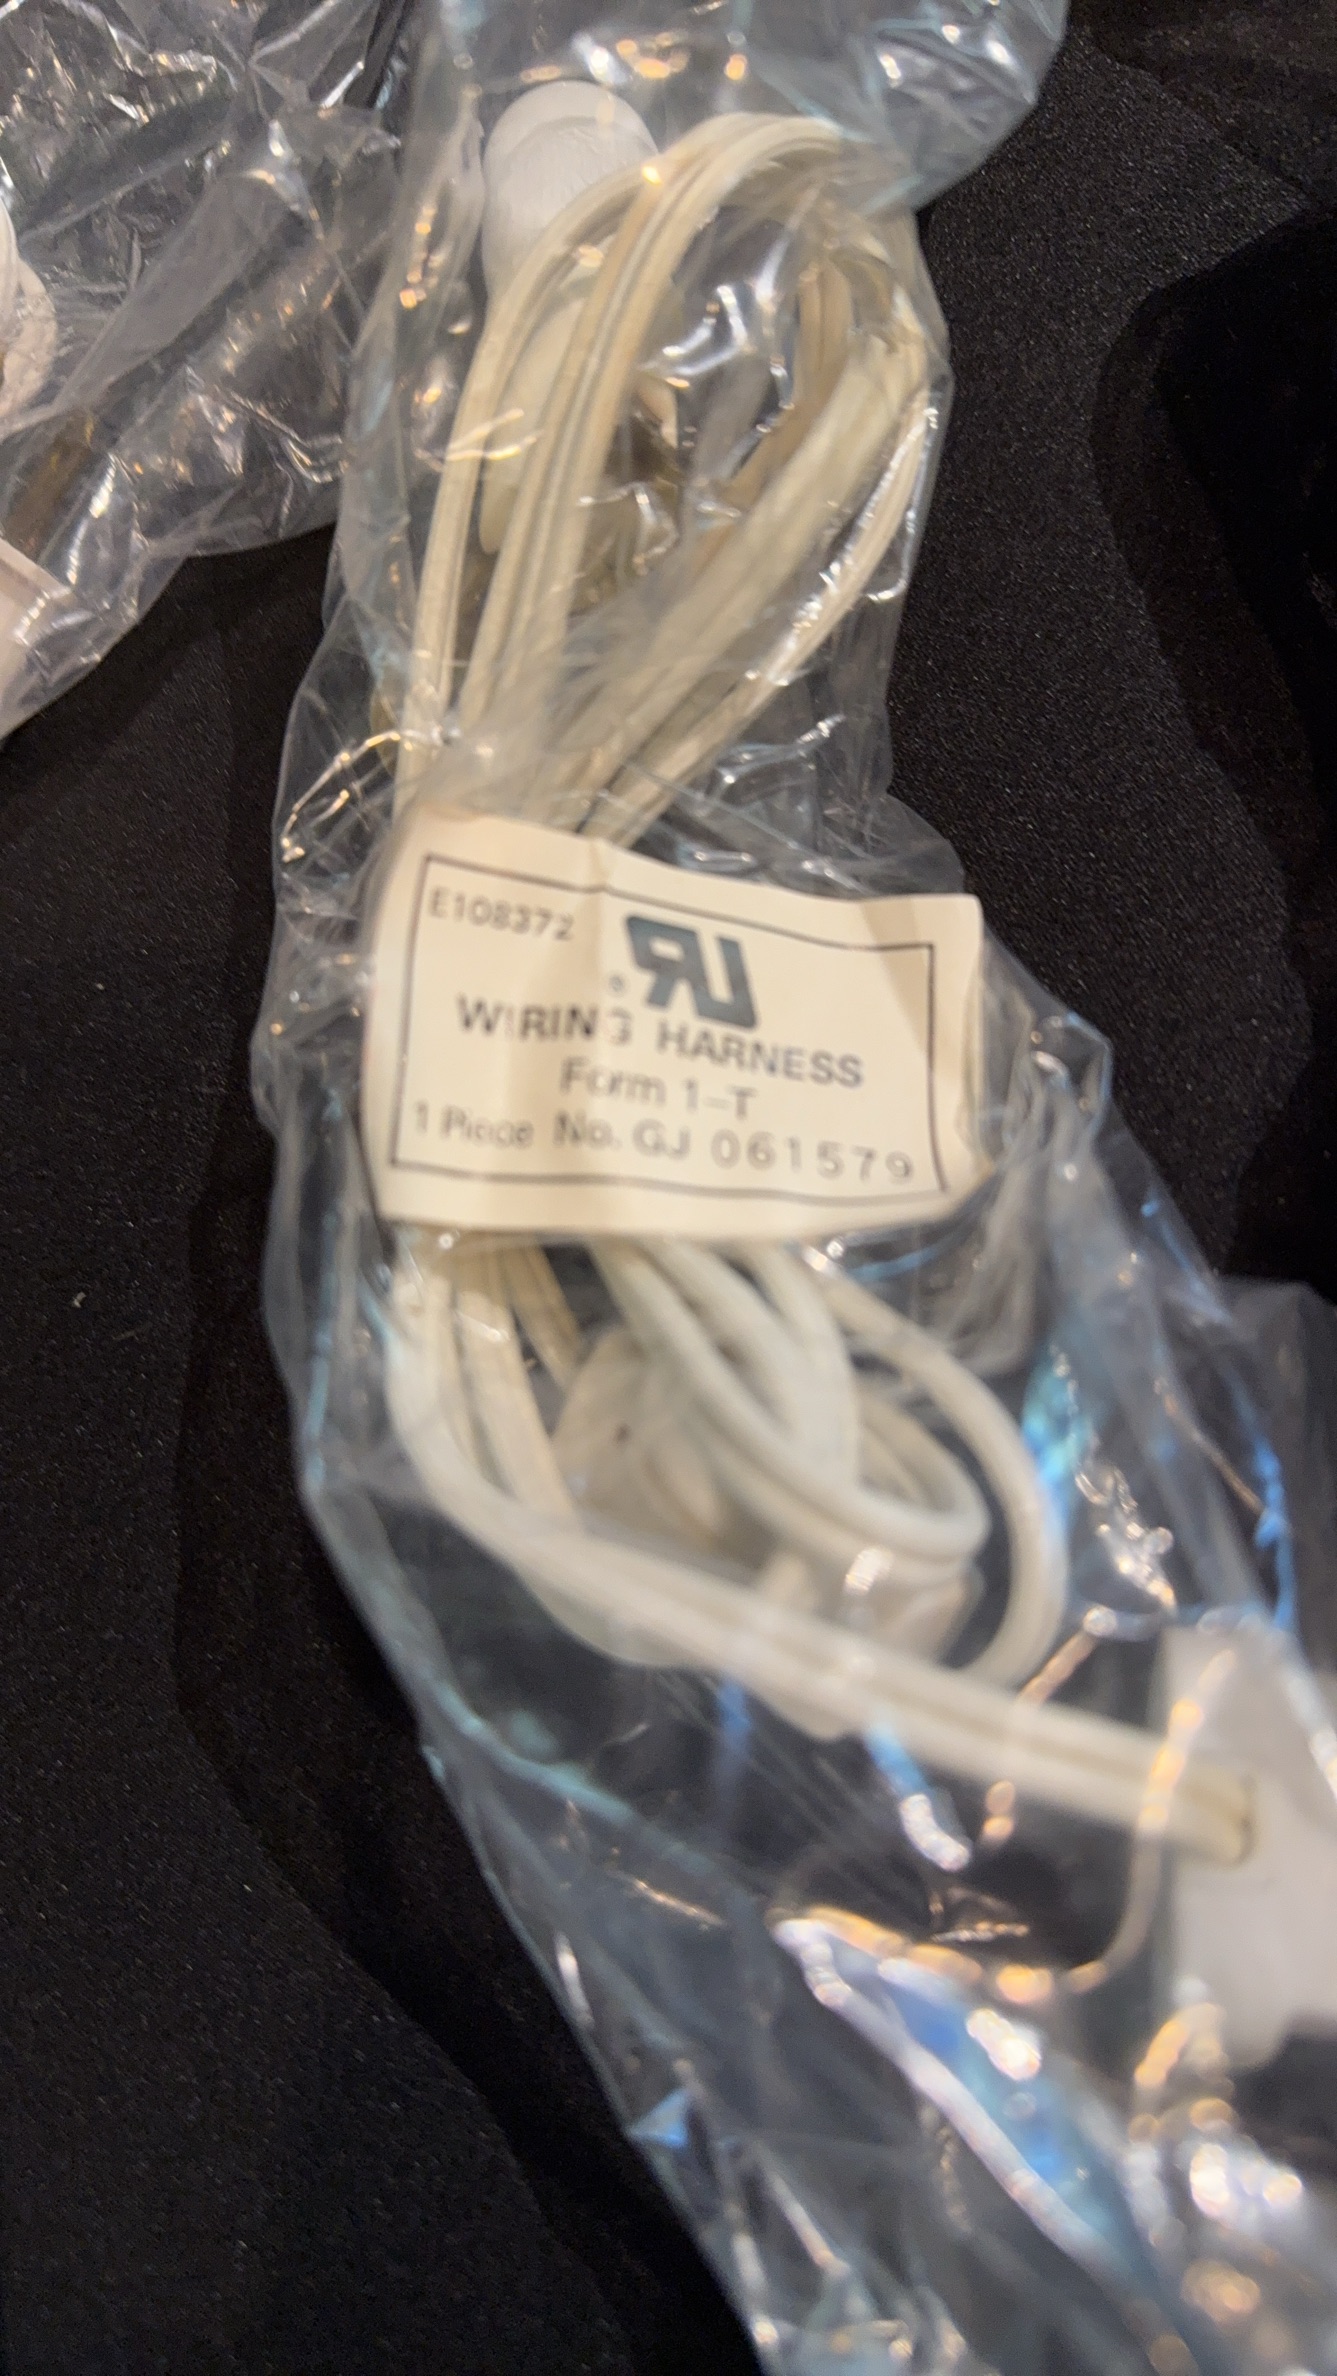 E108372
WIRING HARNESS
Form 1-T
1 Piece No. GJ 061579